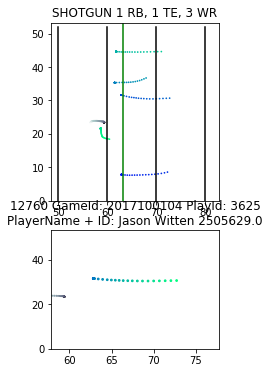 SHOTGUN 1 RB, 1 TE, 3 WR
50
40
30
20
10
0
50 60 70 80
12760 GameId: 2017100104 PlayId: 3625
PlayerName + ID: Jason Witten 2505629.0
40
20
0
60 65 70 75